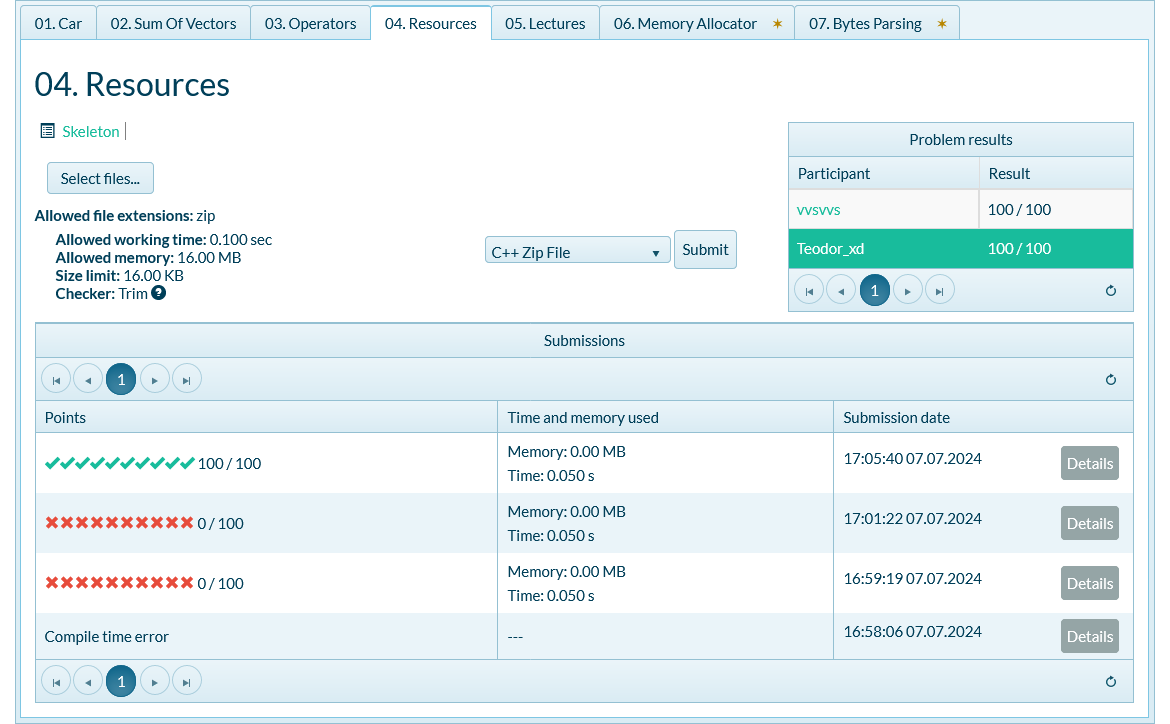 01. Car
02. Sum Of Vectors
03. Operators
04. Resources
05. Lectures
06. Memory Allocator
07. Bytes Parsing
04. Resources
Skeleton
Select files...
Allowed file extensions: zip
Allowed working time: 0.100 sec
Allowed memory: 16.00 MB
Size limit: 16.00 KB
Checker: Trim
C++ Zip File
Submit
Problem results
Participant Result
vvsvvs 100 / 100
Teodor_xd 100 / 100
1
Submissions
1
Points Time and memory used Submission date
100 / 100
Memory: 0.00 MB
Time: 0.050 s
17:05:40 07.07.2024
Details
0 / 100
Memory: 0.00 MB
Time: 0.050 s
17:01:22 07.07.2024
Details
0 / 100
Memory: 0.00 MB
Time: 0.050 s
16:59:19 07.07.2024
Details
Compile time error
---
16:58:06 07.07.2024
Details
1